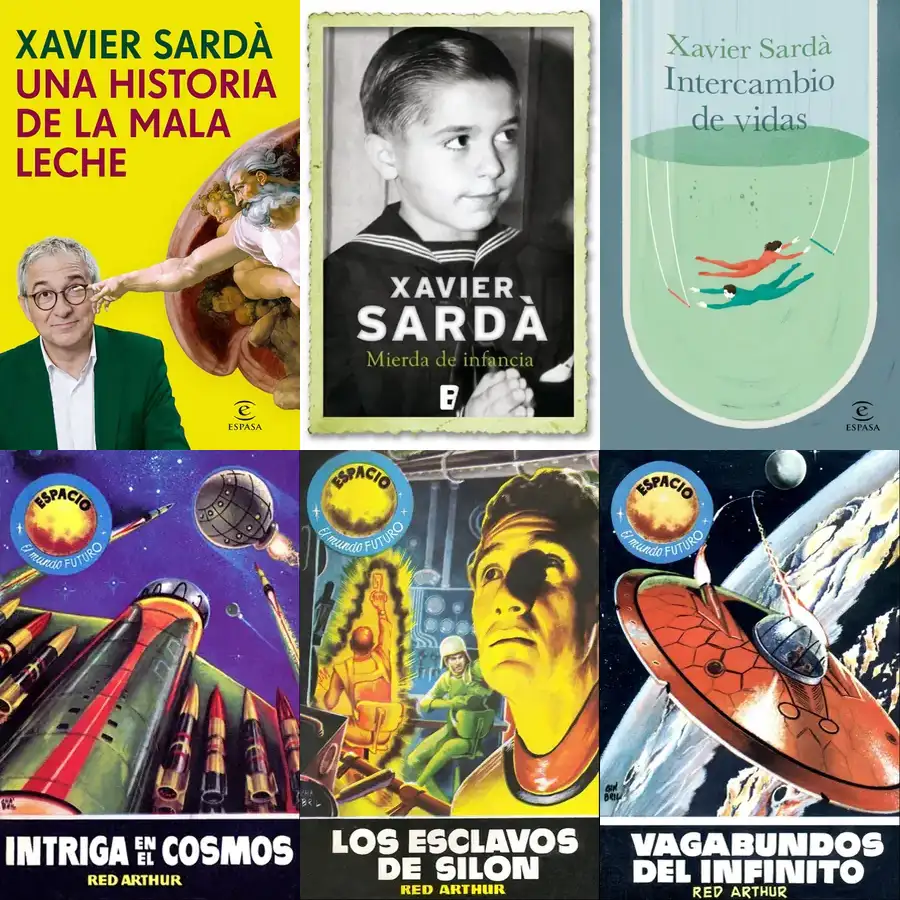 XAVIER SARDÀ
UNA HISTORIA
DE LA MALA
LECHE
e
ESPASA
XAVIER
SARDÀ
Mierda de infancia
B
Xavier Sardà
Intercambio
de vidas
e
ESPASA
ESPACIO
El mundo FUTURO
INTRIGA EN EL COSMOS
RED ARTHUR
ESPACIO
El mundo FUTURO
LOS ESCLAVOS
DE SILON
RED ARTHUR
ESPACIO
El mundo FUTURO
VAGABUNDOS
DEL INFINITO
RED ARTHUR